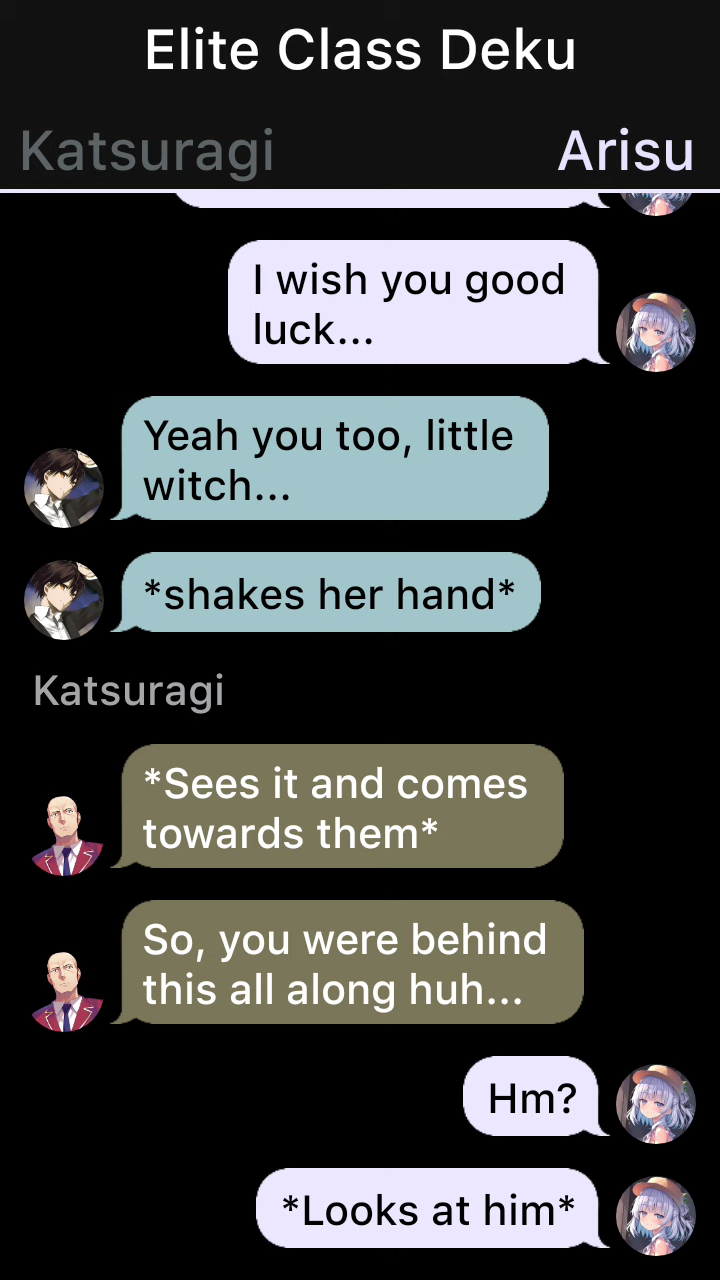 Elite Class Deku
Katsuragi
Arisu
I wish you good
luck...
Yeah you too, little
witch...
*shakes her hand*
Katsuragi
*Sees it and comes
towards them*
So, you were behind
this all along huh...
Hm?
*Looks at him*